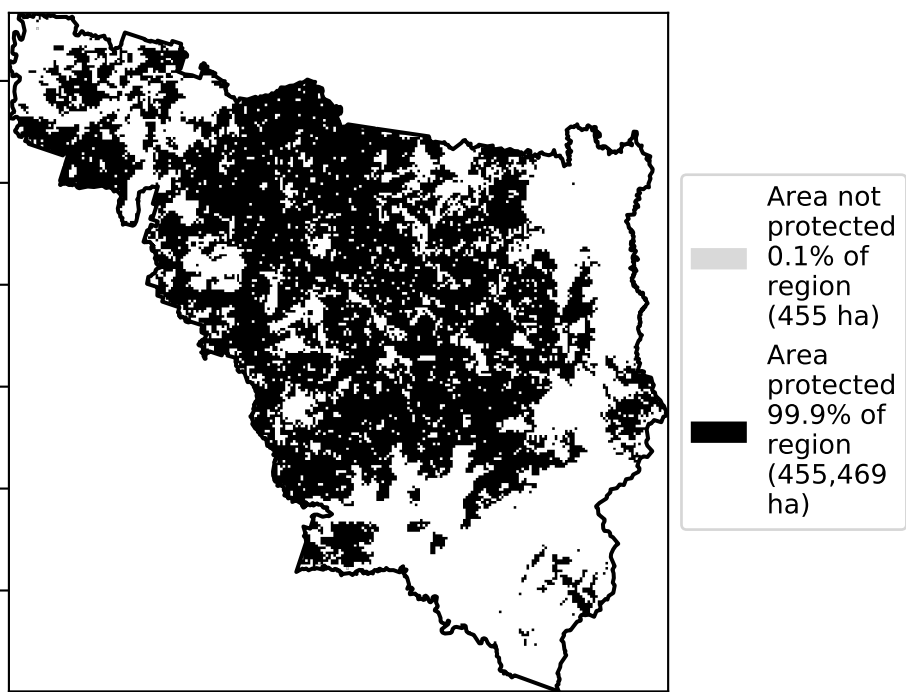 Area not
protected
0.1% of
region
(455 ha)
Area
protected
99.9% of
region
(455,469
ha)